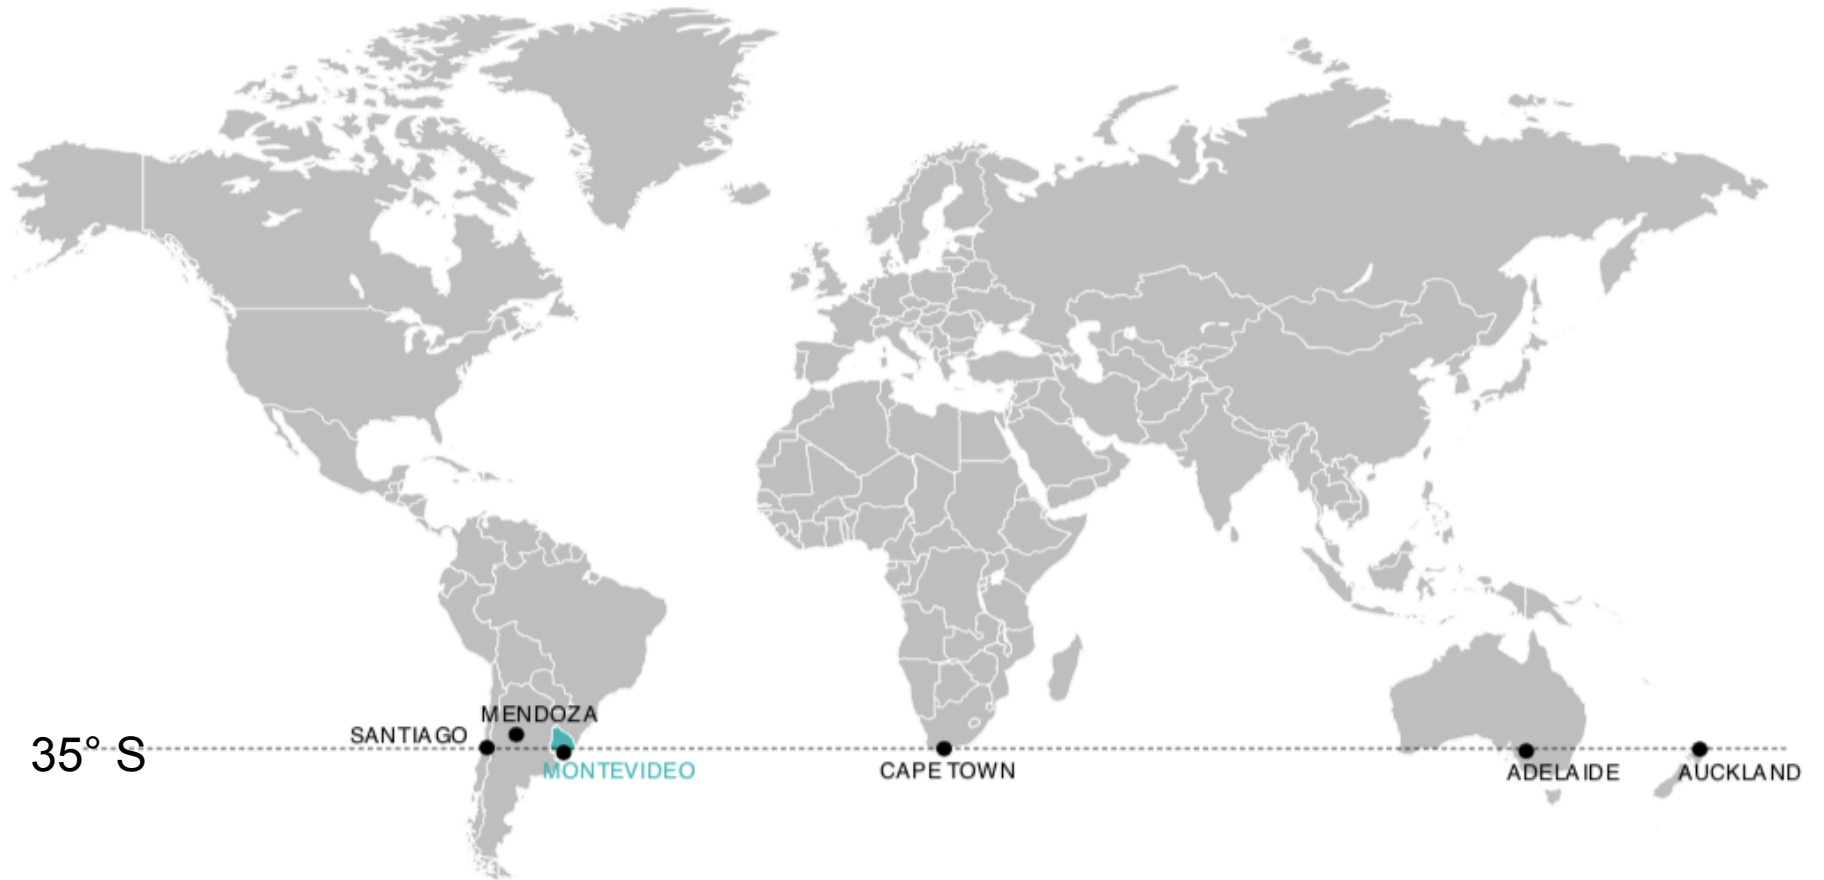 MENDOZA
SANTIAGO
35° S
MONTEVIDEO
CAPE TOWN
ADELAIDE
AUCKLAND